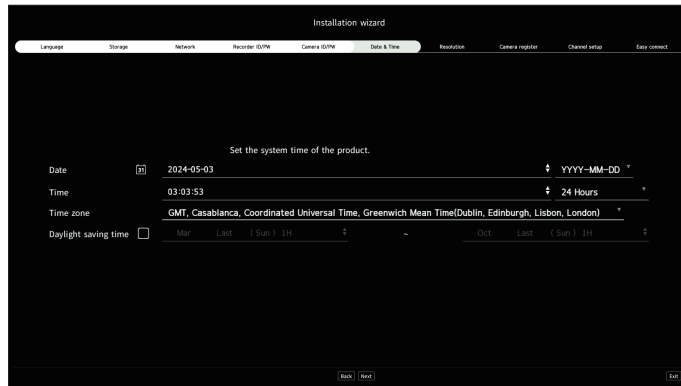 Installation wizard
Language Storage Network Recorder ID/PW Camera ID/PW Date & Time Resolution Camera register Channel setup Easy connect
Set the system time of the product.
Date 31 2024-05-03 YYYY-MM-DD
Time 03:03:53 24 Hours
Time zone GMT, Casablanca, Coordinated Universal Time, Greenwich Mean Time(Dublin, Edinburgh, Lisbon, London)
Daylight saving time Mar Last ( Sun ) 1H ~ Oct Last ( Sun ) 1H
Back Next Exit